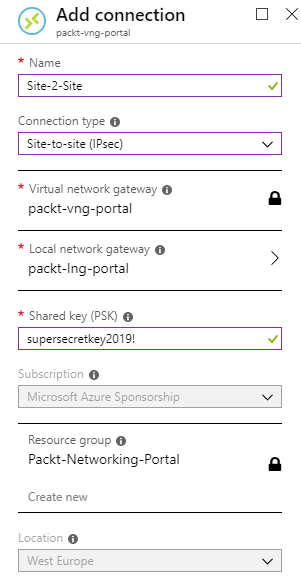 Add connection
packt-vng-portal
* Name
Site-2-Site
Connection type
Site-to-site (IPsec)
* Virtual network gateway
packt-vng-portal
* Local network gateway
packt-lng-portal
* Shared key (PSK)
supersecretkey2019!
Subscription
Microsoft Azure Sponsorship
Resource group
Packt-Networking-Portal
Create new
Location
West Europe